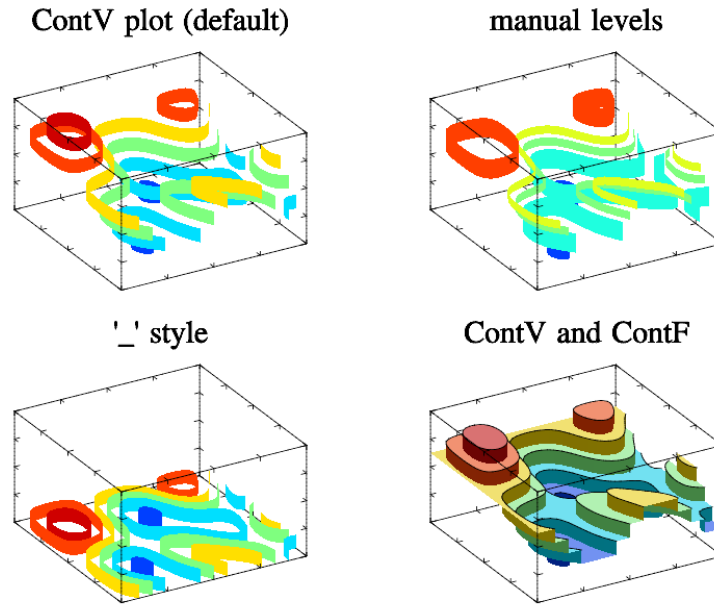 ContV plot (default)
manual levels
'_' style
ContV and ContF